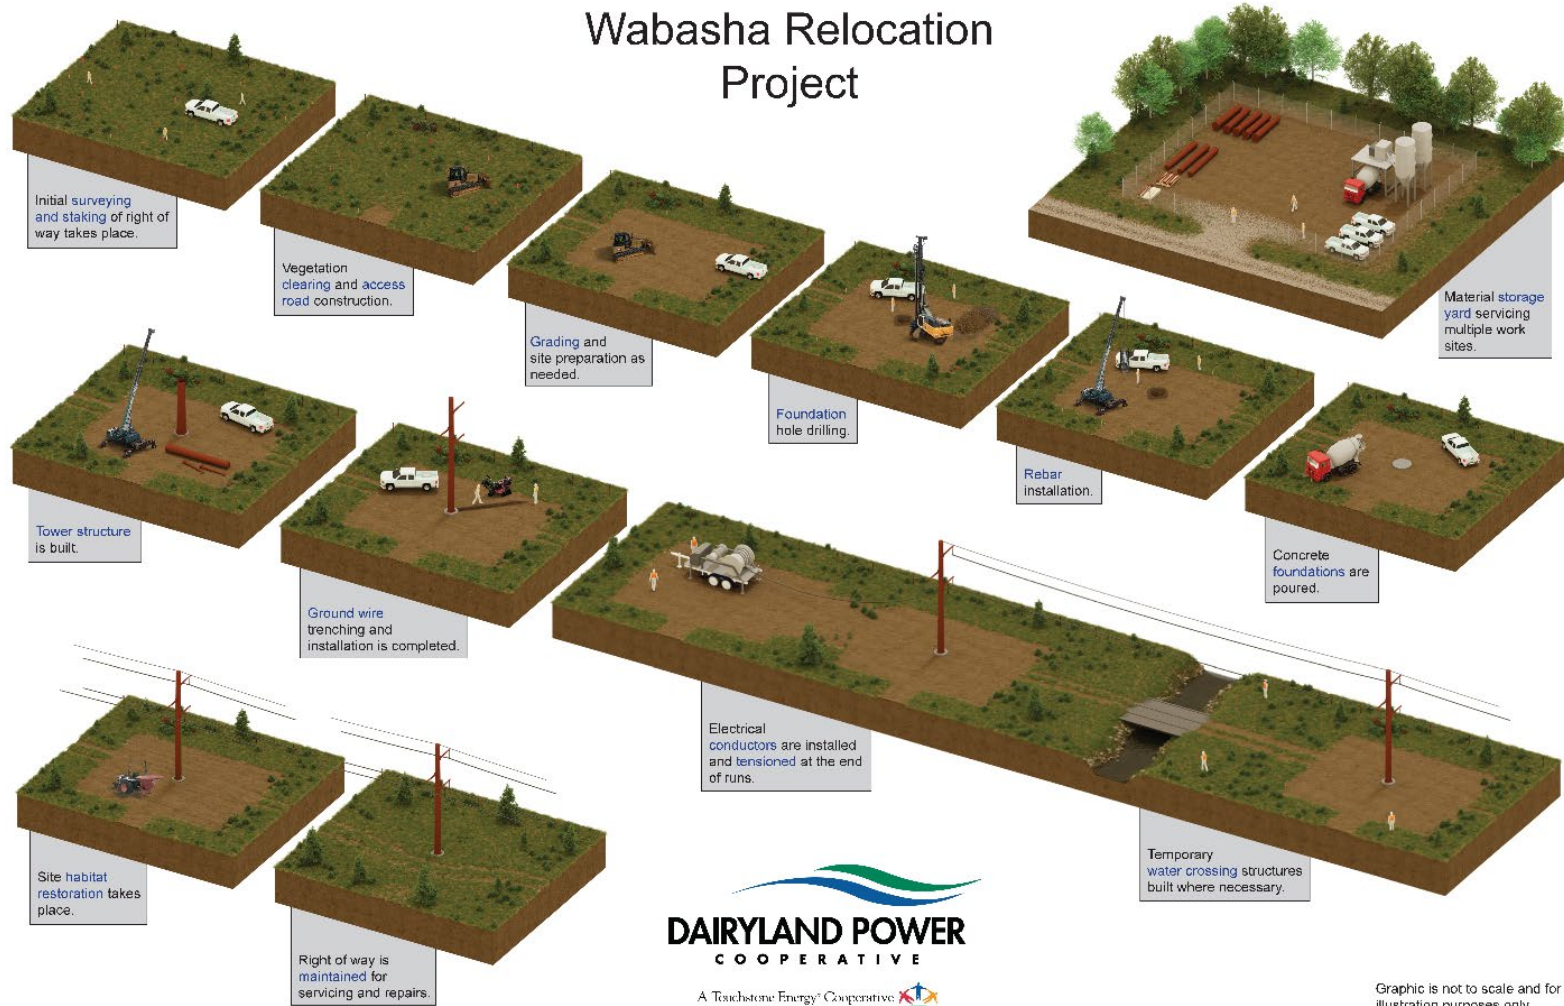 Wabasha Relocation
Project
Initial surveying
and staking of right of
way takes place.
Vegetation
clearing and access
road construction.
Grading and
site preparation as
needed.
Foundation
hole drilling.
Rebar
installation.
Concrete
foundations are
poured.
Material storage
yard servicing
multiple work
sites.
Tower structure
is built.
Ground wire
trenching and
installation is completed.
Electrical
conductors are installed
and tensioned at the end
of runs.
Temporary
water crossing structures
built where necessary.
Site habitat
restoration takes
place.
Right of way is
maintained for
servicing and repairs.
DAIRYLAND POWER
COOPERATIVE
A Touchstone Energy® Cooperative
Graphic is not to scale and for
illustration purposes only